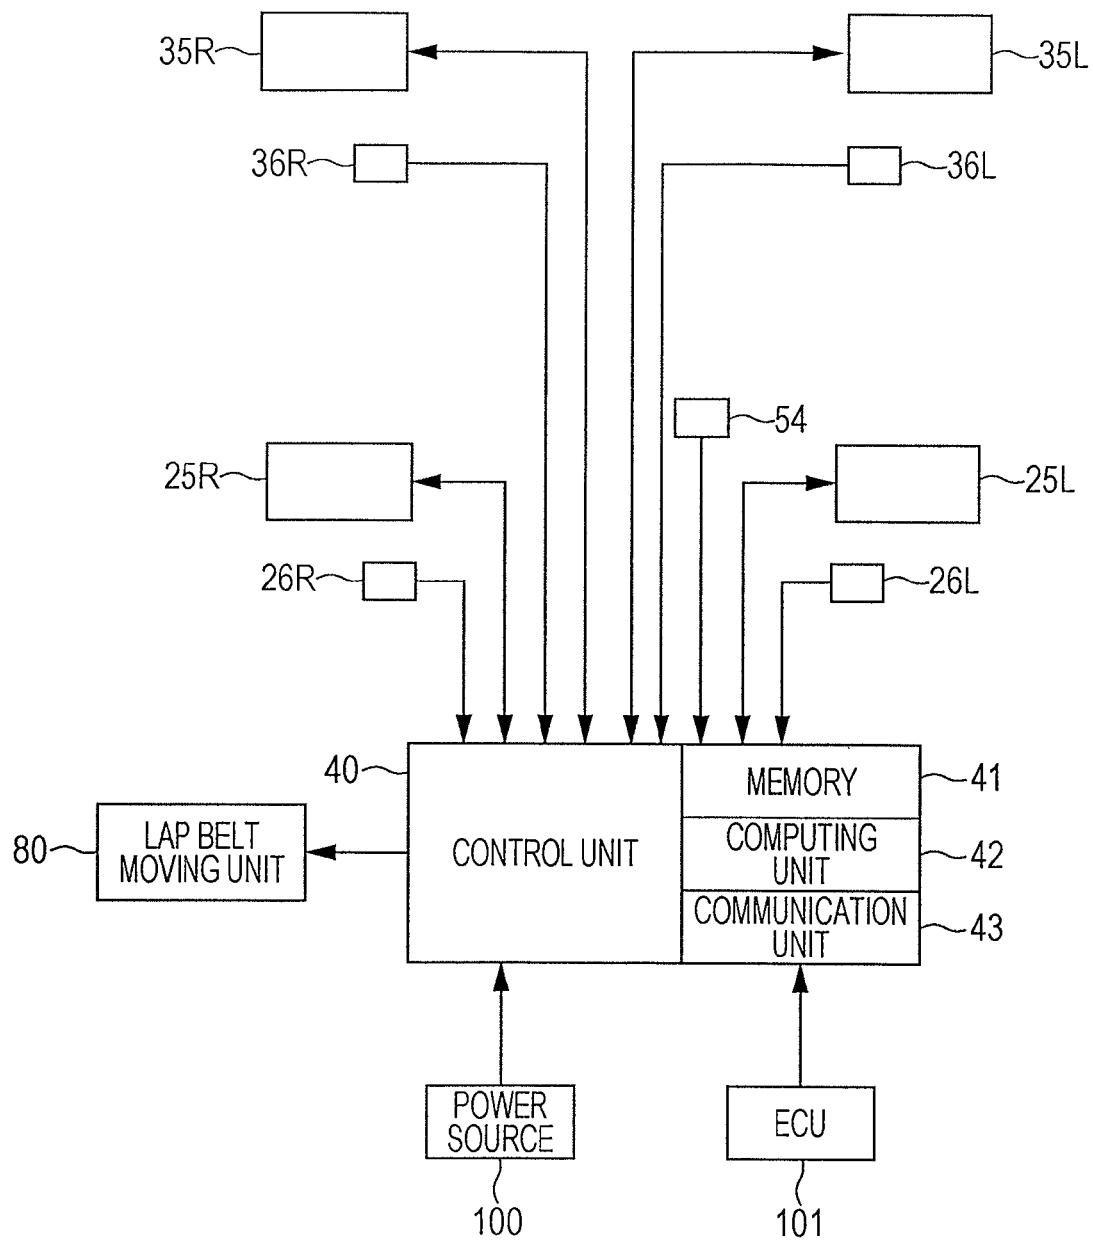 35R
35L
36R
36L
54
25R
25L
26R
26L
40
MEMORY
41
80
LAP BELT
MOVING UNIT
CONTROL UNIT
COMPUTING
UNIT
42
COMMUNICATION
UNIT
43
POWER
SOURCE
ECU
100
101